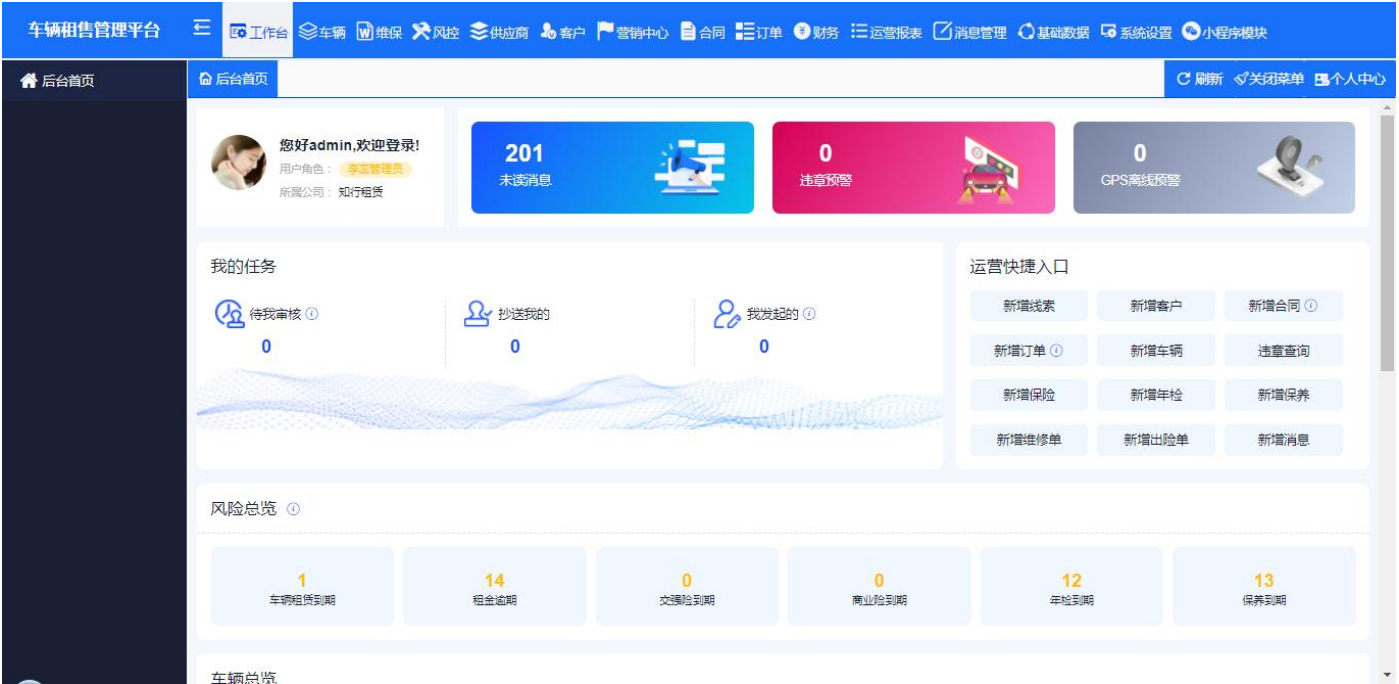 车辆租售管理平台
工作台 车辆 维保 风控 供应商 客户 营销中心 合同 订单 财务 运营报表 消息管理 基础数据 系统设置 小程序模块
后台首页
后台首页
刷新 关闭菜单 个人中心
您好admin,欢迎登录!
用户角色：
管理员
所属公司： 知行租赁
201
未读消息
0
违章预警
0
GPS离线预警
我的任务
待我审核
0
抄送我的
0
我发起的
0
运营快捷入口
新增线索 新增客户 新增合同
新增订单 新增车辆 违章查询
新增保险 新增年检 新增保养
新增维修单 新增出险单 新增消息
风险总览
1
车辆租赁到期
14
租金逾期
0
交强险到期
0
商业险到期
12
年检到期
13
保养到期
车辆总览